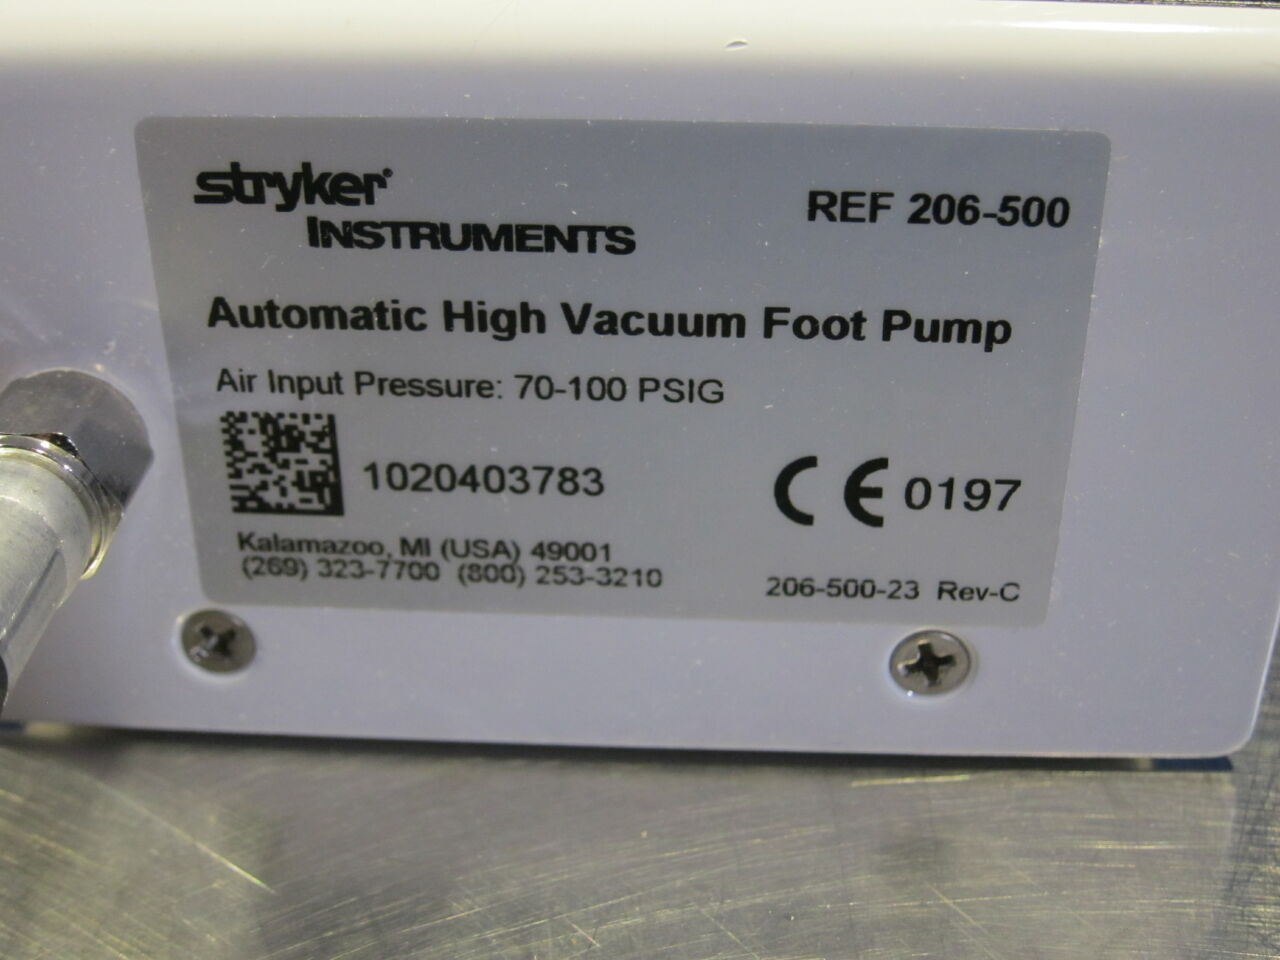 stryker®
INSTRUMENTS
REF 206-500
Automatic High Vacuum Foot Pump
Air Input Pressure: 70-100 PSIG
1020403783
CE 0197
Kalamazoo, MI (USA) 49001
(269) 323-7700 (800) 253-3210
206-500-23 Rev-C